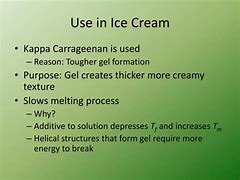 Use in Ice Cream
• Kappa Carrageenan is used
– Reason: Tougher gel formation
• Purpose: Gel creates thicker more creamy
texture
• Slows melting process
– Why?
– Additive to solution depresses Tf and increases Tm
– Helical structures that form gel require more
energy to break